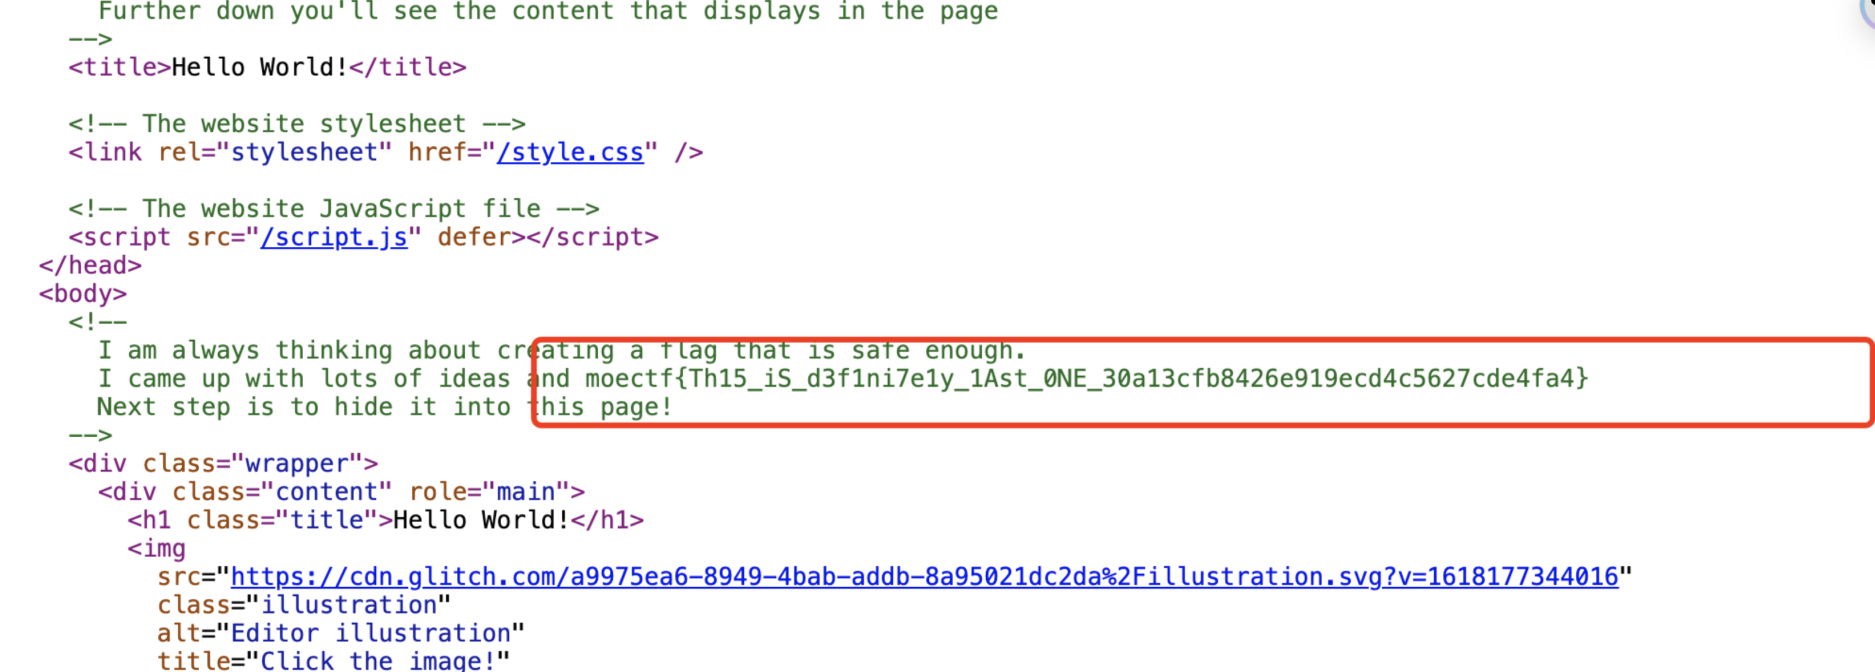 Further down you'll see the content that displays in the page
-->
<title>Hello World!</title>
<!-- The website stylesheet -->
<link rel="stylesheet" href="/style.css" />
<!-- The website JavaScript file -->
<script src="/script.js" defer></script>
</head>
<body>
<!--
I am always thinking about creating a flag that is safe enough.
I came up with lots of ideas and moectf{Th15_iS_d3f1ni7e1y_1Ast_0NE_30a13cfb8426e919ecd4c5627cde4fa4}
Next step is to hide it into this page!
-->
<div class="wrapper">
<div class="content" role="main">
<h1 class="title">Hello World!</h1>
<img
src="https://cdn.glitch.com/a9975ea6-8949-4bab-addb-8a95021dc2da%2Fillustration.svg?v=1618177344016"
class="illustration"
alt="Editor illustration"
title="Click the image!"